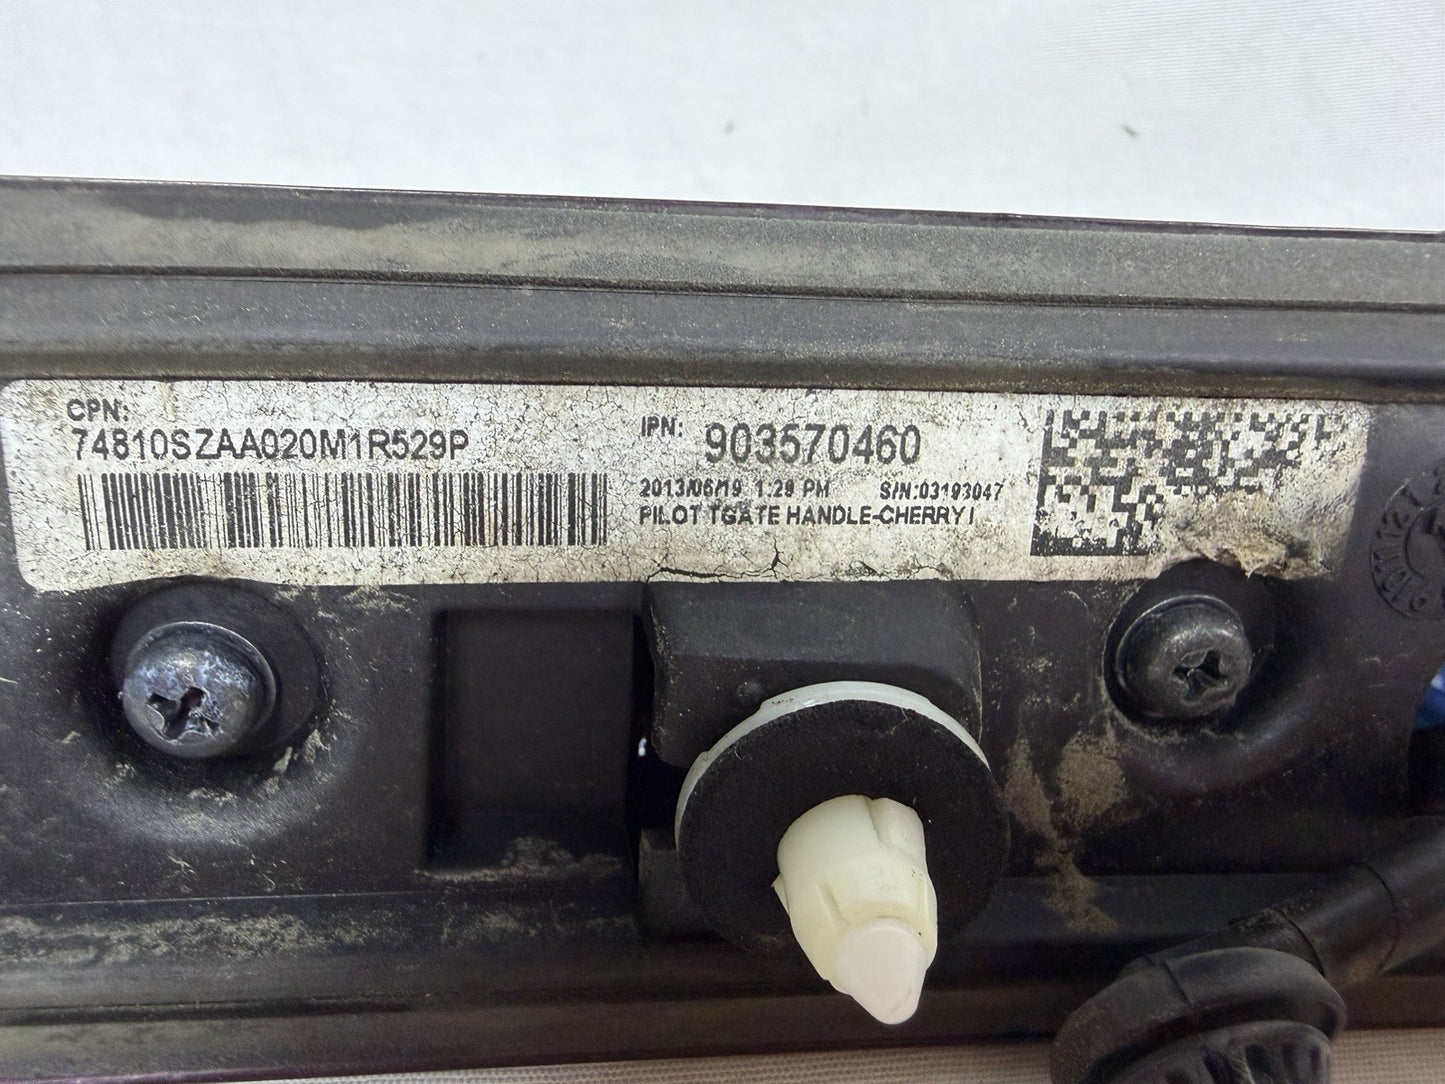 CPN:
74810SZAA020M1R529P
IPN: 903570460
2013/06/19 1:29 PM S/N:03193047
PILOT TGATE HANDLE-CHERRY I